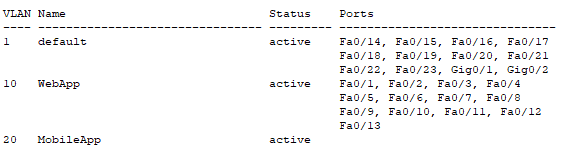 VLAN Name                             Status    Ports
---- -------------------------------- --------- -------------------------------
1    default                          active    Fa0/14, Fa0/15, Fa0/16, Fa0/17
                                                Fa0/18, Fa0/19, Fa0/20, Fa0/21
                                                Fa0/22, Fa0/23, Gig0/1, Gig0/2
10   WebApp                           active    Fa0/1, Fa0/2, Fa0/3, Fa0/4
                                                Fa0/5, Fa0/6, Fa0/7, Fa0/8
                                                Fa0/9, Fa0/10, Fa0/11, Fa0/12
                                                Fa0/13
20   MobileApp                        active